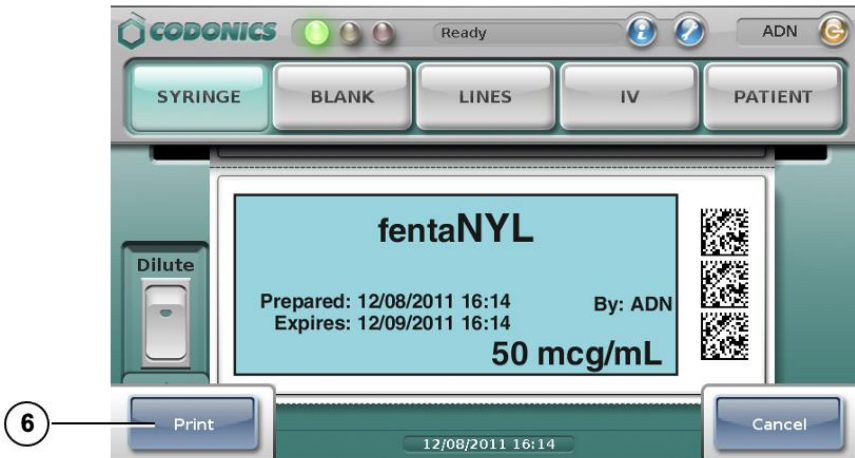 CODONICS Ready ADN
SYRINGE BLANK LINES IV PATIENT
fentaNYL
Dilute
Prepared: 12/08/2011 16:14 By: ADN
Expires: 12/09/2011 16:14
50 mcg/mL
6 Print Cancel
12/08/2011 16:14